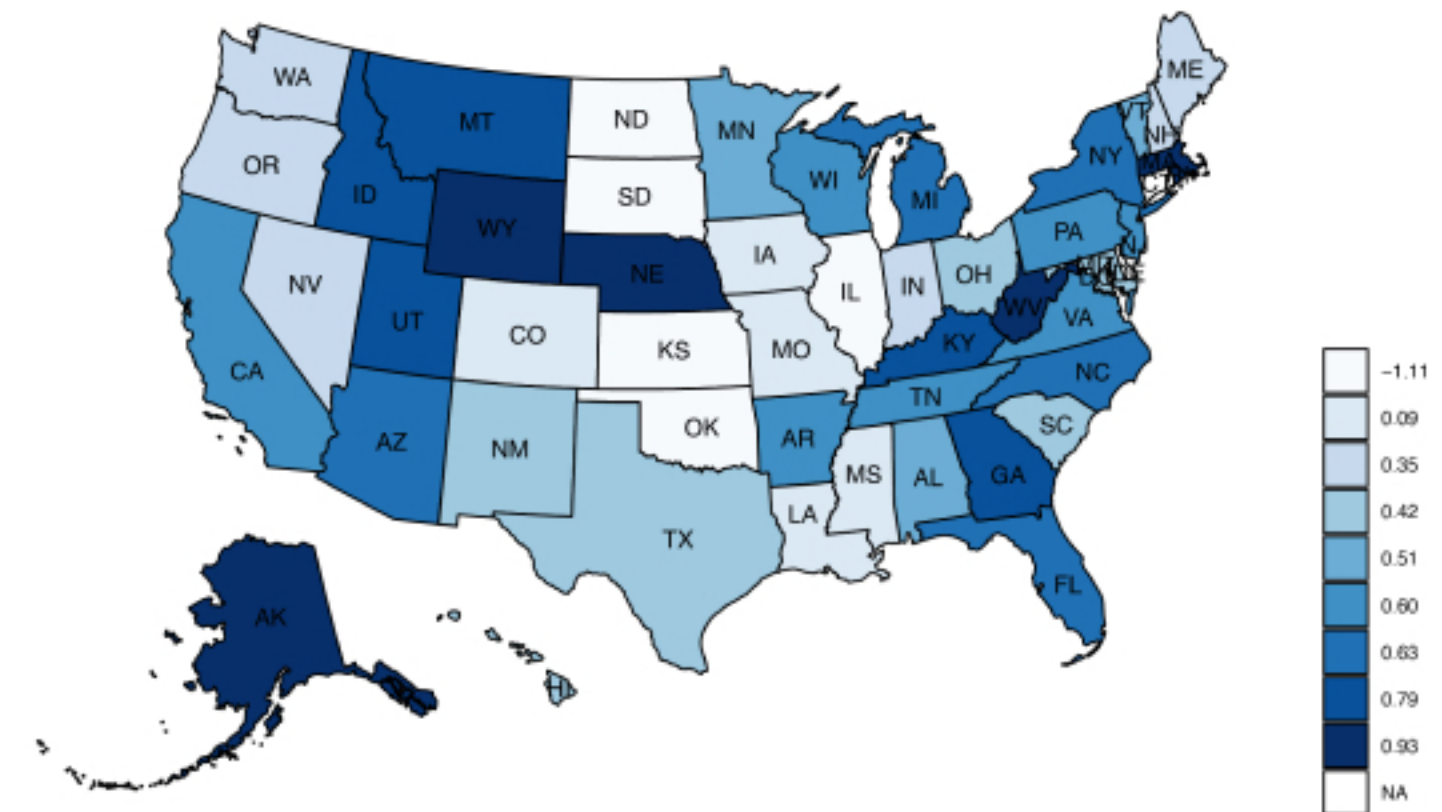 WA
MT
ND
MN
ME
VT
NH
OR
ID
SD
WI
MI
NY
MA
WY
NE
IA
PA
NV
UT
CO
IL
IN
OH
WV
VA
CA
KS
MO
KY
NC
AZ
NM
OK
AR
TN
SC
TX
LA
MS
AL
GA
FL
AK
HI
−1.11
0.09
0.35
0.42
0.51
0.60
0.63
0.79
0.93
NA